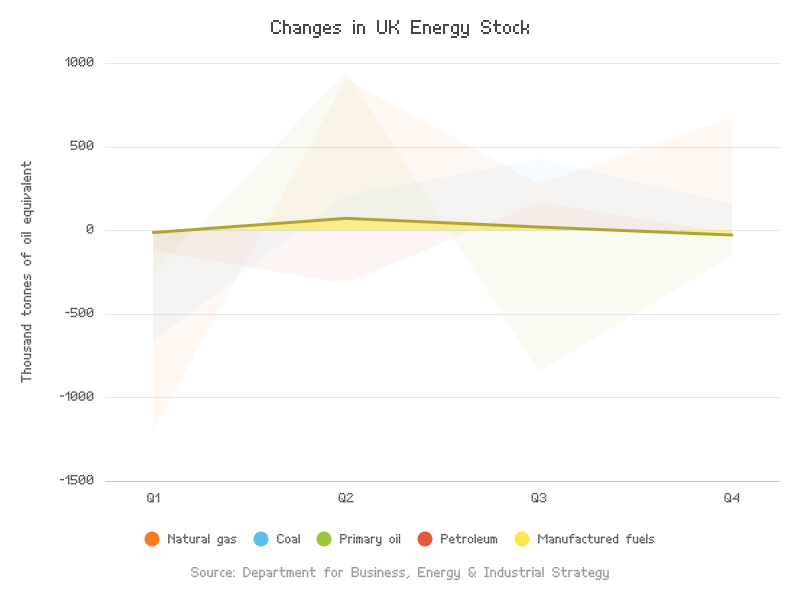 Changes in UK Energy Stock
Thousand tonnes of oil equivalent
1000
500
0
-500
-1000
-1500
Q1 Q2 Q3 Q4
Natural gas Coal Primary oil Petroleum Manufactured fuels
Source: Department for Business, Energy & Industrial Strategy